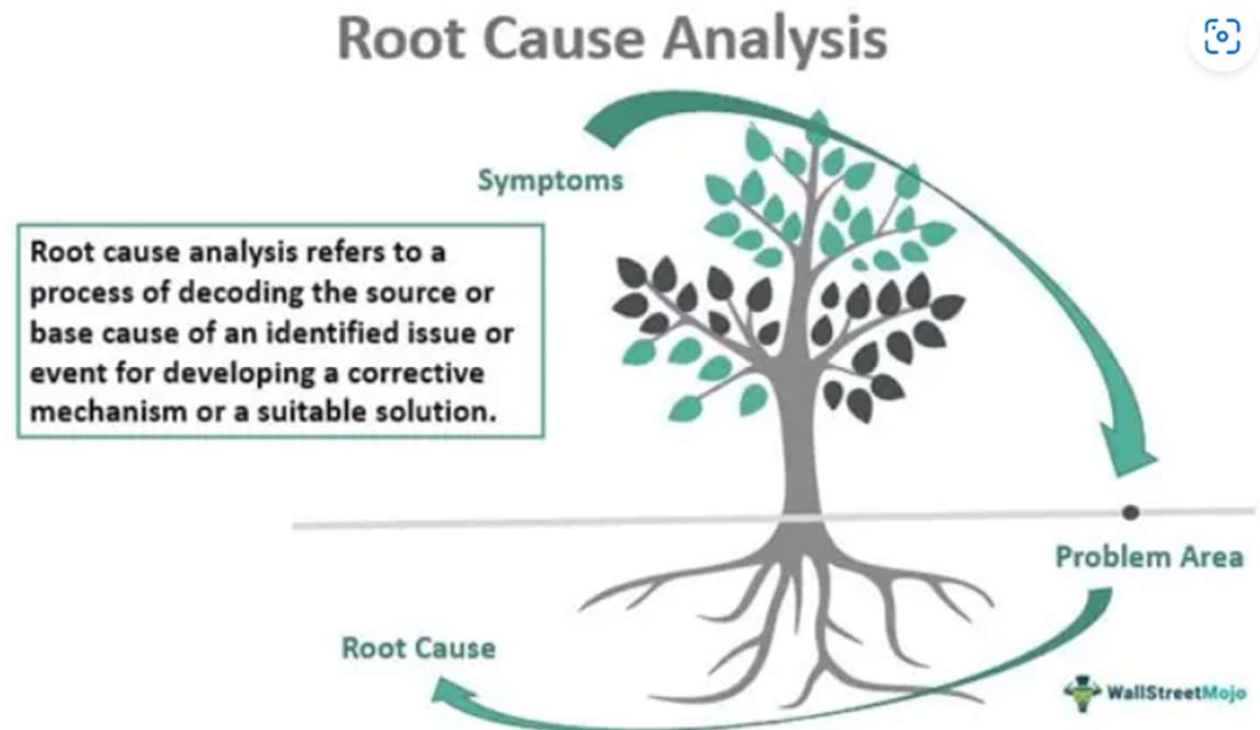 Root Cause Analysis
Symptoms
Root cause analysis refers to a
process of decoding the source or
base cause of an identified issue or
event for developing a corrective
mechanism or a suitable solution.
Problem Area
Root Cause
WallStreetMojo